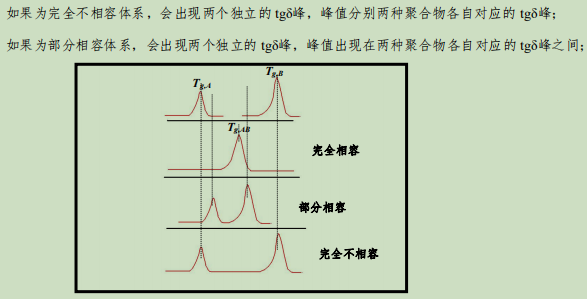 如果为完全不相容体系，会出现两个独立的 tgδ峰，峰值分别两种聚合物各自对应的 tgδ峰；
如果为部分相容体系，会出现两个独立的 tgδ峰，峰值出现在两种聚合物各自对应的 tgδ峰之间；
Tg,A
Tg,B
Tg,AB
完全相容
部分相容
完全不相容